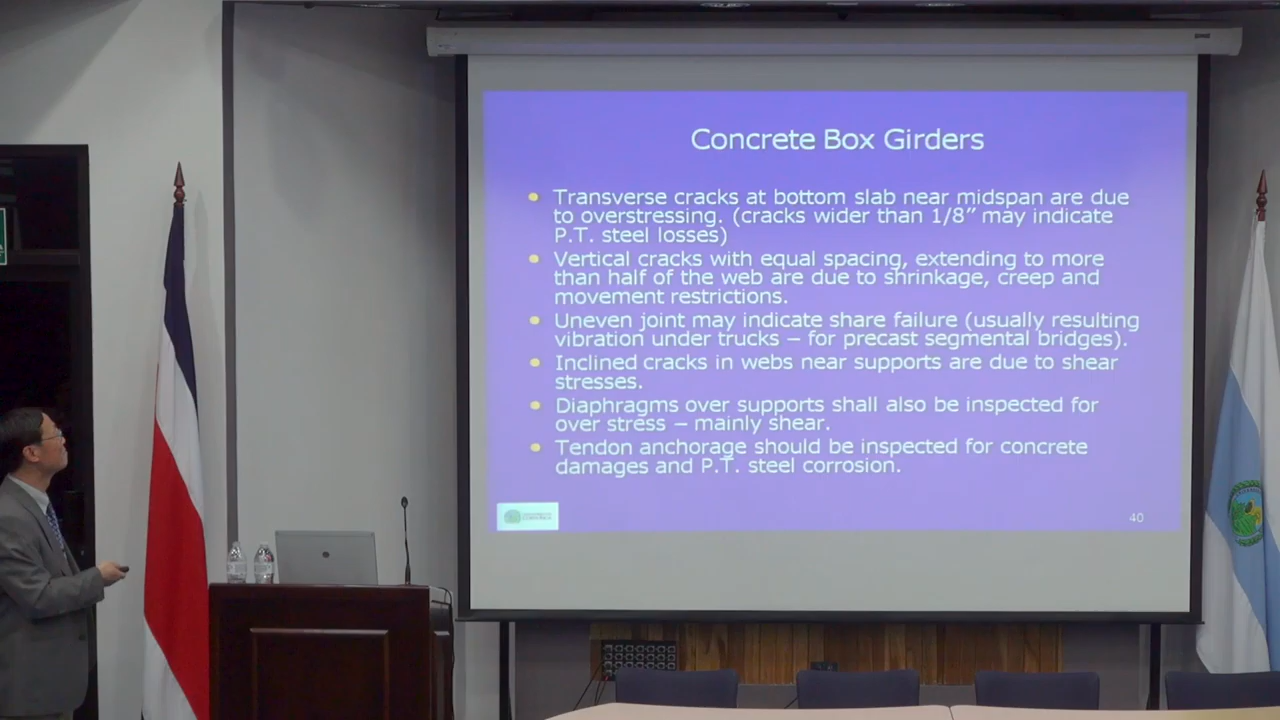 Concrete Box Girders
Transverse cracks at bottom slab near midspan are due
to overstressing. (cracks wider than 1/8” may indicate
P.T. steel losses)
Vertical cracks with equal spacing, extending to more
than half of the web are due to shrinkage, creep and
movement restrictions.
Uneven joint may indicate share failure (usually resulting
vibration under trucks – for precast segmental bridges).
Inclined cracks in webs near supports are due to shear
stresses.
Diaphragms over supports shall also be inspected for
over stress – mainly shear.
Tendon anchorage should be inspected for concrete
damages and P.T. steel corrosion.
40